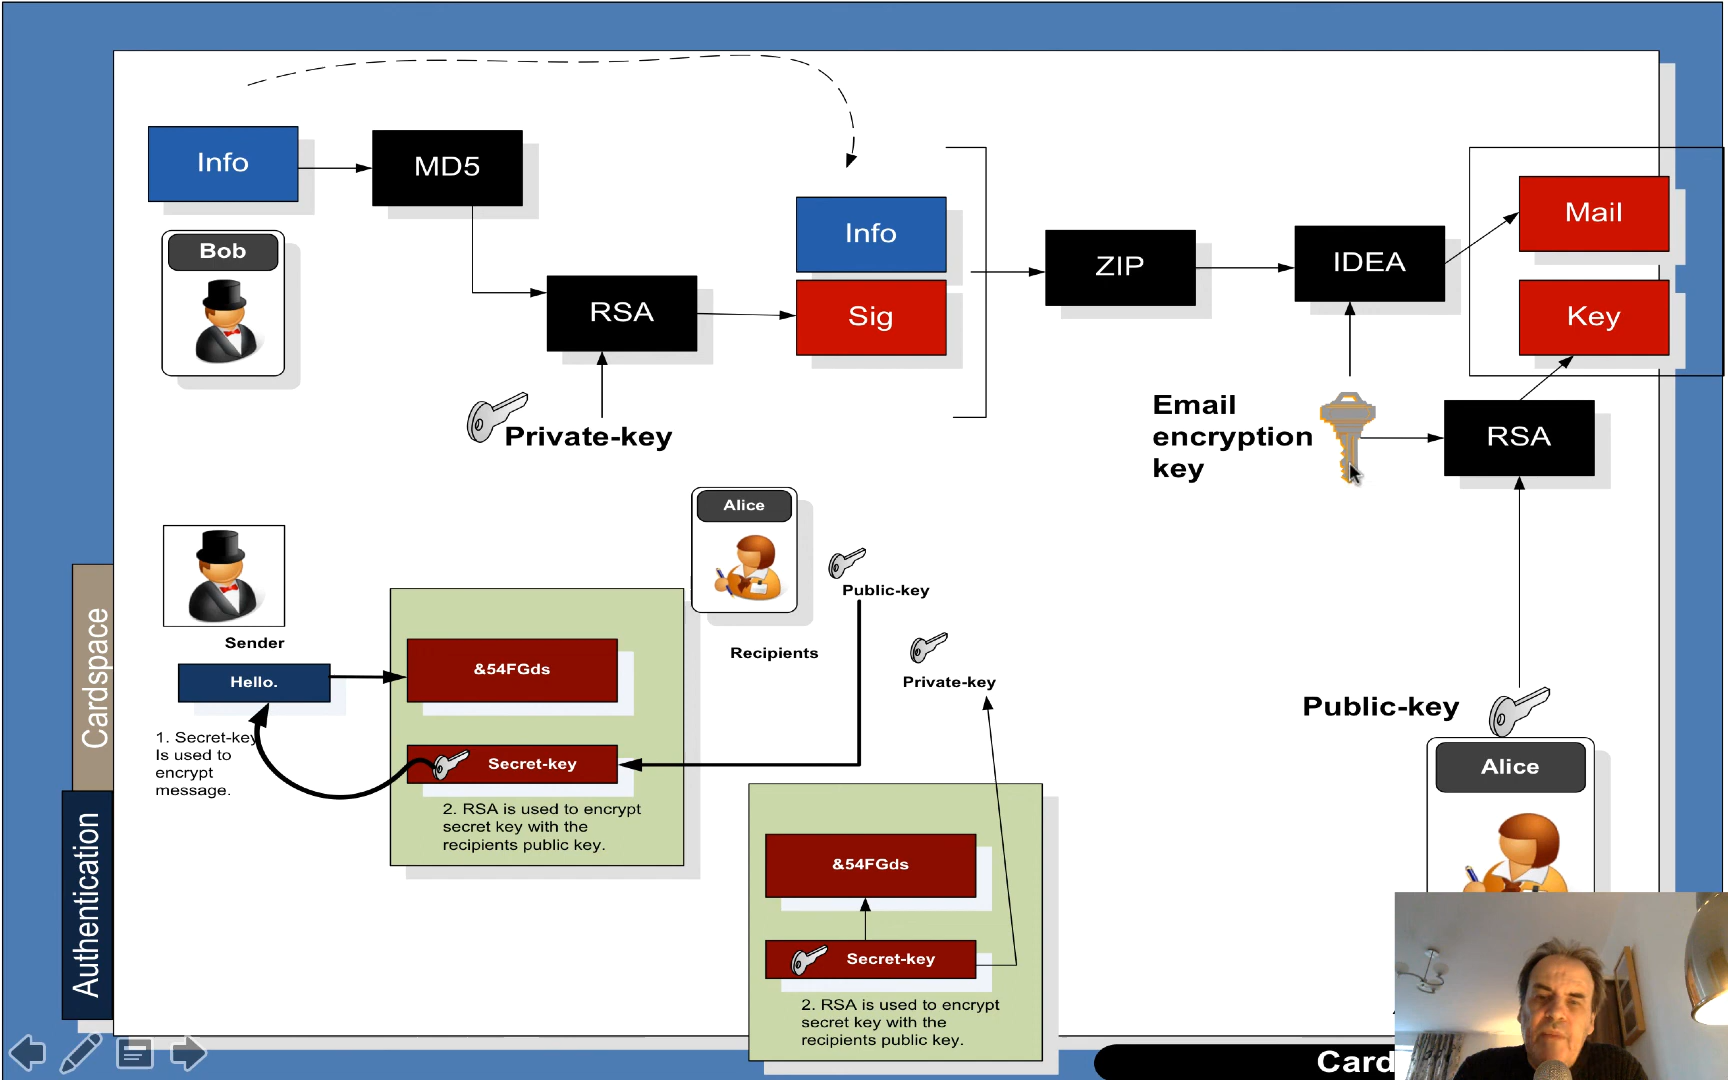 Info
MD5
Bob
RSA
Private-key
Info
Sig
ZIP
IDEA
Mail
Key
Email
encryption
key
RSA
Public-key
Alice
Sender
Hello.
1. Secret-key
Is used to
encrypt
message.
&54FGds
Secret-key
2. RSA is used to encrypt
secret key with the
recipients public key.
Alice
Recipients
Public-key
Private-key
&54FGds
Secret-key
2. RSA is used to encrypt
secret key with the
recipients public key.
Cardspace
Authentication
Card